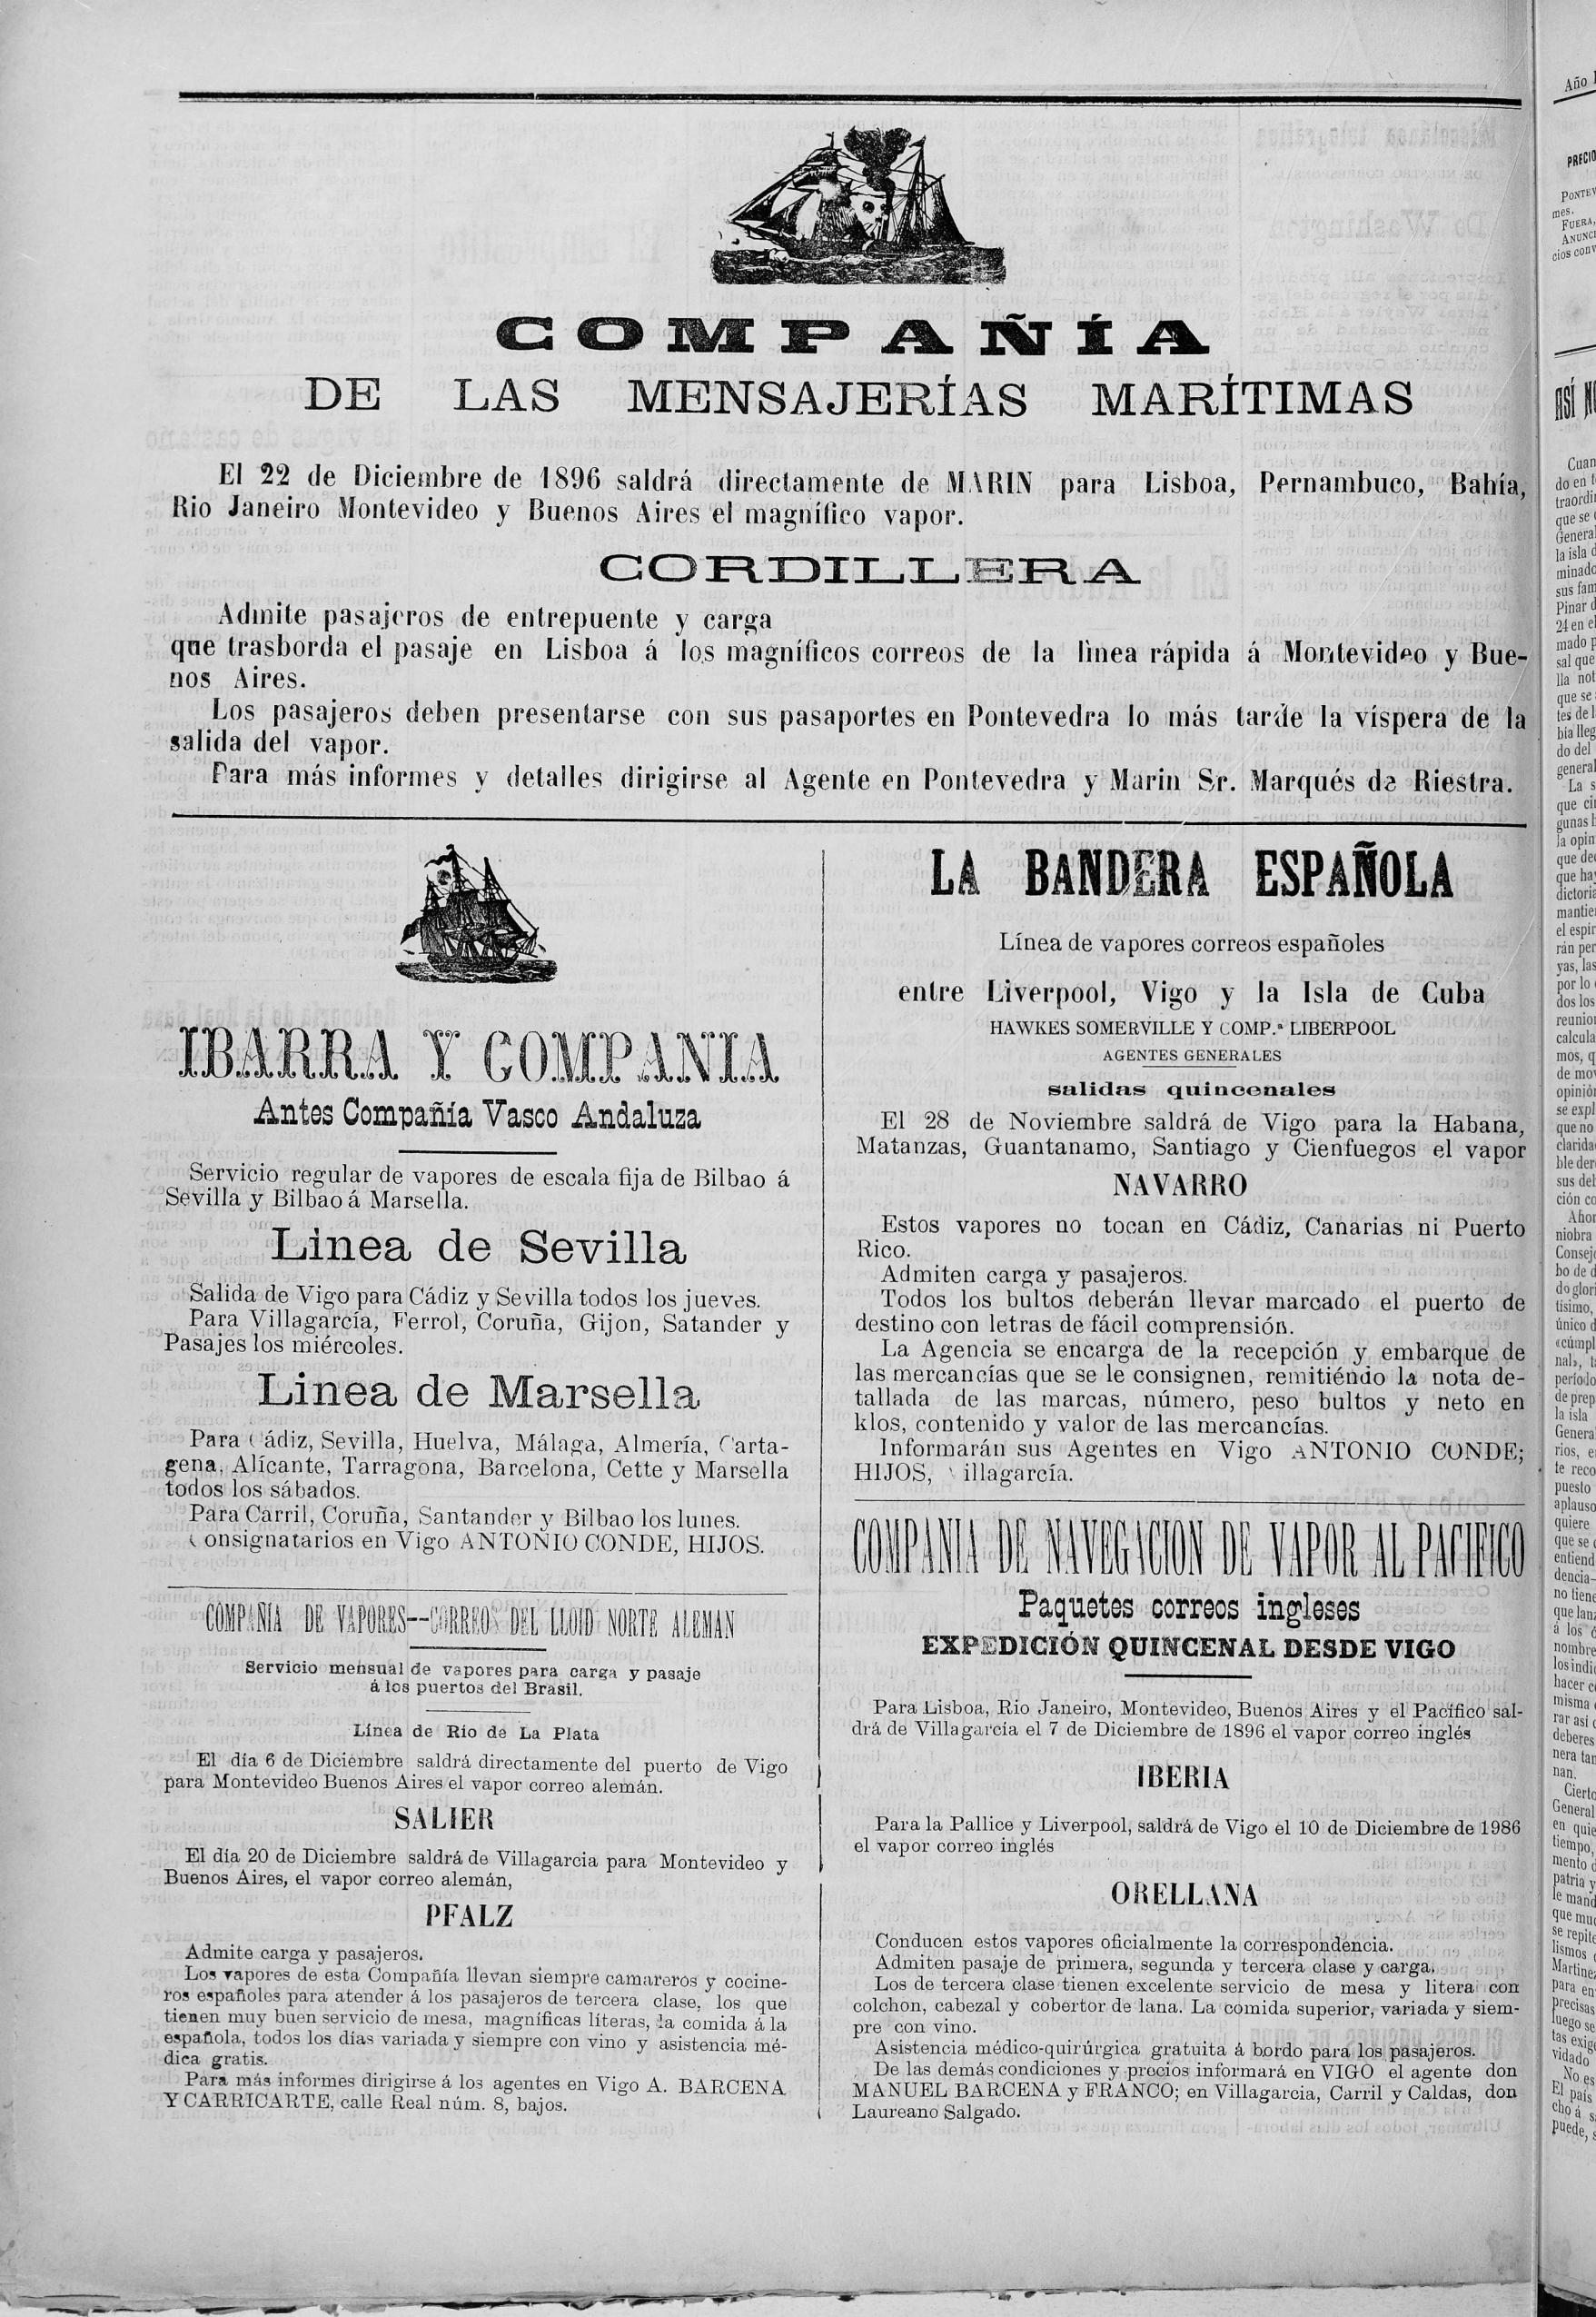 COMPAÑÍA
DE LAS MENSAJERÍAS MARÍTIMAS
El 22 de Diciembre de 1896 saldrá directamente de MARIN para Lisboa, Pernambuco, Bahía,
Rio Janeiro Montevideo y Buenos Aires el magnífico vapor.
CORDILLERA
Admite pasajeros de entrepuente y carga
que trasborda el pasaje en Lisboa á los magníficos correos de la linea rápida á Montevideo y Bue-
nos Aires.
Los pasajeros deben presentarse con sus pasaportes en Pontevedra lo más tarde la víspera de la
salida del vapor.
Para más informes y detalles dirigirse al Agente en Pontevedra y Marin Sr. Marqués de Riestra.
IBARRA Y COMPANIA
Antes Compañía Vasco Andaluza
Servicio regular de vapores de escala fija de Bilbao á
Sevilla y Bilbao á Marsella.
Linea de Sevilla
Salida de Vigo para Cádiz y Sevilla todos los jueves.
Para Villagarcía, Ferrol, Coruña, Gijon, Satander y
Pasajes los miércoles.
Linea de Marsella
Para Cádiz, Sevilla, Huelva, Málaga, Almería, Carta-
gena, Alícante, Tarragona, Barcelona, Cette y Marsella
todos los sábados.
Para Carril, Coruña, Santander y Bilbao los lunes.
Consignatarios en Vigo ANTONIO CONDE, HIJOS.
COMPAÑIA DE VAPORES--CORREOS DEL LLOID NORTE ALEMAN
Servicio mensual de vapores para carga y pasaje
á los puertos del Brasil.
Línea de Rio de La Plata
El día 6 de Diciembre saldrá directamente del puerto de Vigo
para Montevideo Buenos Aires el vapor correo alemán.
SALIER
El día 20 de Diciembre saldrá de Villagarcia para Montevideo y
Buenos Aires, el vapor correo alemán,
PFALZ
Admite carga y pasajeros.
Los vapores de esta Compañía llevan siempre camareros y cocine-
ros españoles para atender á los pasajeros de tercera clase, los que
tienen muy buen servicio de mesa, magníficas líteras, la comida á la
española, todos los días variada y siempre con vino y asistencia mé-
dica gratis.
Para más informes dirigirse á los agentes en Vigo A. BARCENA
Y CARRICARTE, calle Real núm. 8, bajos.
LA BANDERA ESPAÑOLA
Línea de vapores correos españoles
entre Liverpool, Vigo y la Isla de Cuba
HAWKES SOMERVILLE Y COMP.ª LIBERPOOL
AGENTES GENERALES
salidas quincenales
El 28 de Noviembre saldrá de Vigo para la Habana,
Matanzas, Guantanamo, Santiago y Cienfuegos el vapor
NAVARRO
Estos vapores no tocan en Cádiz, Canarias ni Puerto
Rico.
Admiten carga y pasajeros.
Todos los bultos deberán llevar marcado el puerto de
destino con letras de fácil comprensión.
La Agencia se encarga de la recepción y embarque de
las mercancías que se le consignen, remitiéndo la nota de-
tallada de las marcas, número, peso bultos y neto en
klos, contenido y valor de las mercancías.
Informarán sus Agentes en Vigo ANTONIO CONDE;
HIJOS, Villagarcía.
COMPANIA DE NAVEGACION DE VAPOR AL PACIFICO
Paquetes correos ingleses
EXPEDICIÓN QUINCENAL DESDE VIGO
Para Lisboa, Rio Janeiro, Montevideo, Buenos Aires y el Pacífico sal-
drá de Villagarcía el 7 de Diciembre de 1896 el vapor correo inglés
IBERIA
Para la Pallice y Liverpool, saldrá de Vigo el 10 de Diciembre de 1986
el vapor correo inglés
ORELLANA
Conducen estos vapores oficialmente la correspondencia.
Admiten pasaje de primera, segunda y tercera clase y carga.
Los de tercera clase tienen excelente servicio de mesa y litera con
colchon, cabezal y cobertor de lana. La comida superior, variada y siem-
pre con vino.
Asistencia médico-quirúrgica gratuita á bordo para los pasajeros.
De las demás condiciones y precios informará en VIGO el agente don
MANUEL BARCENA y FRANCO; en Villagarcia, Carril y Caldas, don
Laureano Salgado.